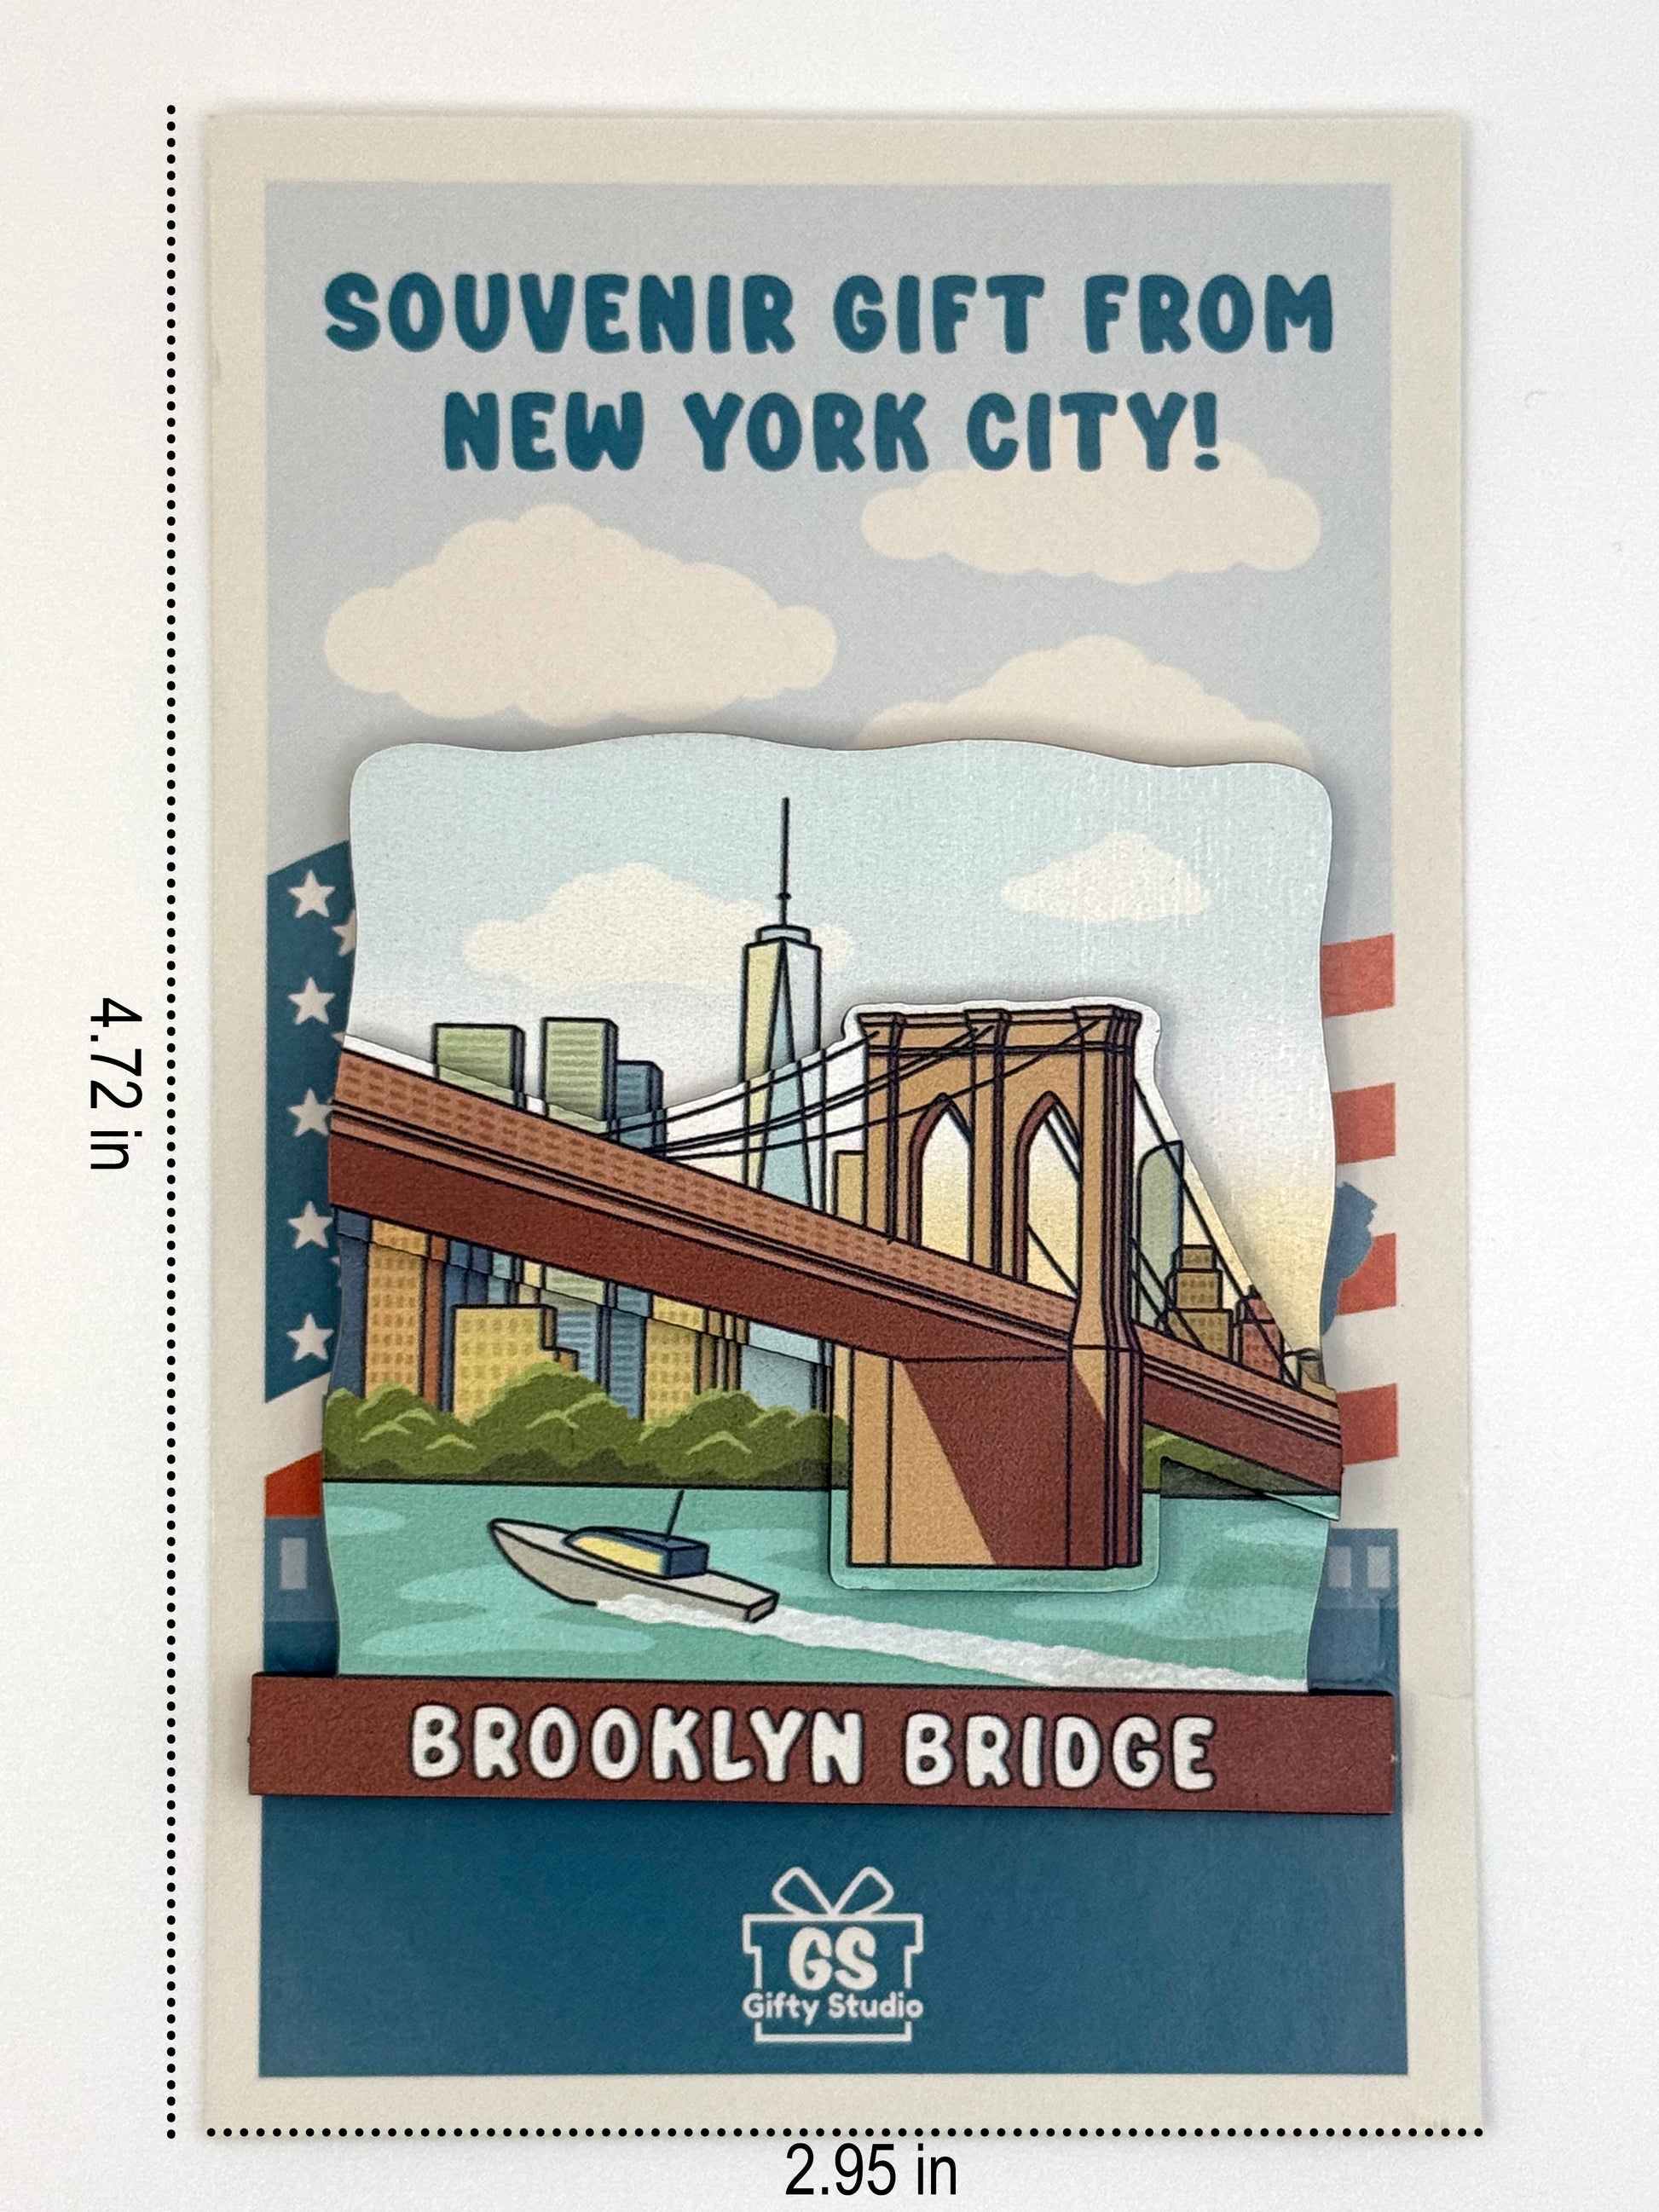 SOUVENIR GIFT FROM
NEW YORK CITY!
4.72 in
BROOKLYN BRIDGE
GS
Gifty Studio
2.95 in